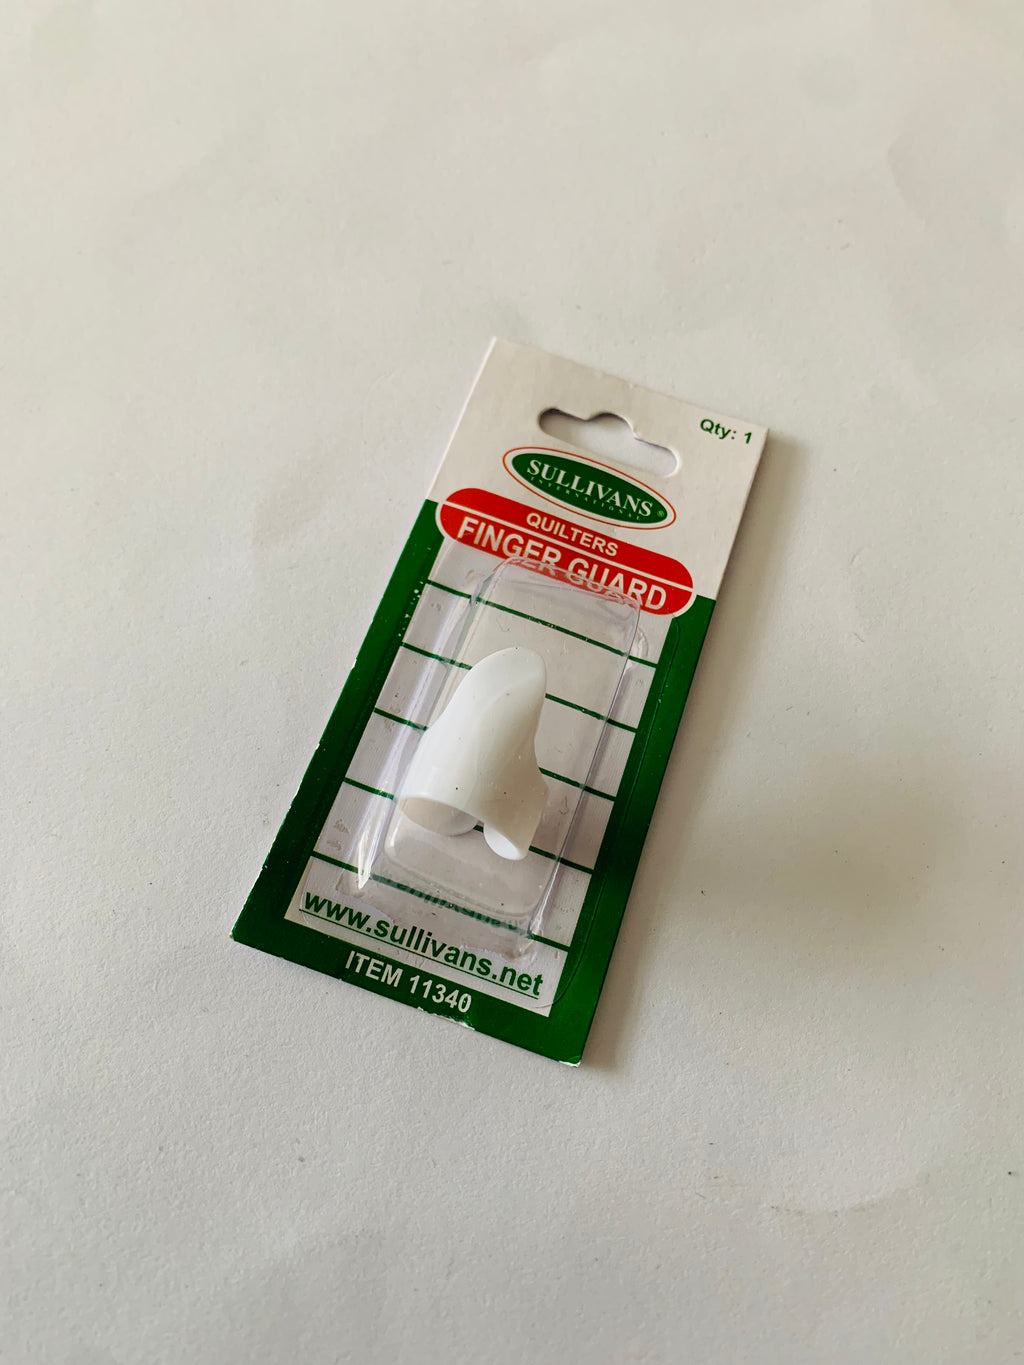 Qty: 1
SULLIVANS®
INTERNATIONAL
QUILTERS
FINGER GUARD
www.sullivans.net
ITEM 11340